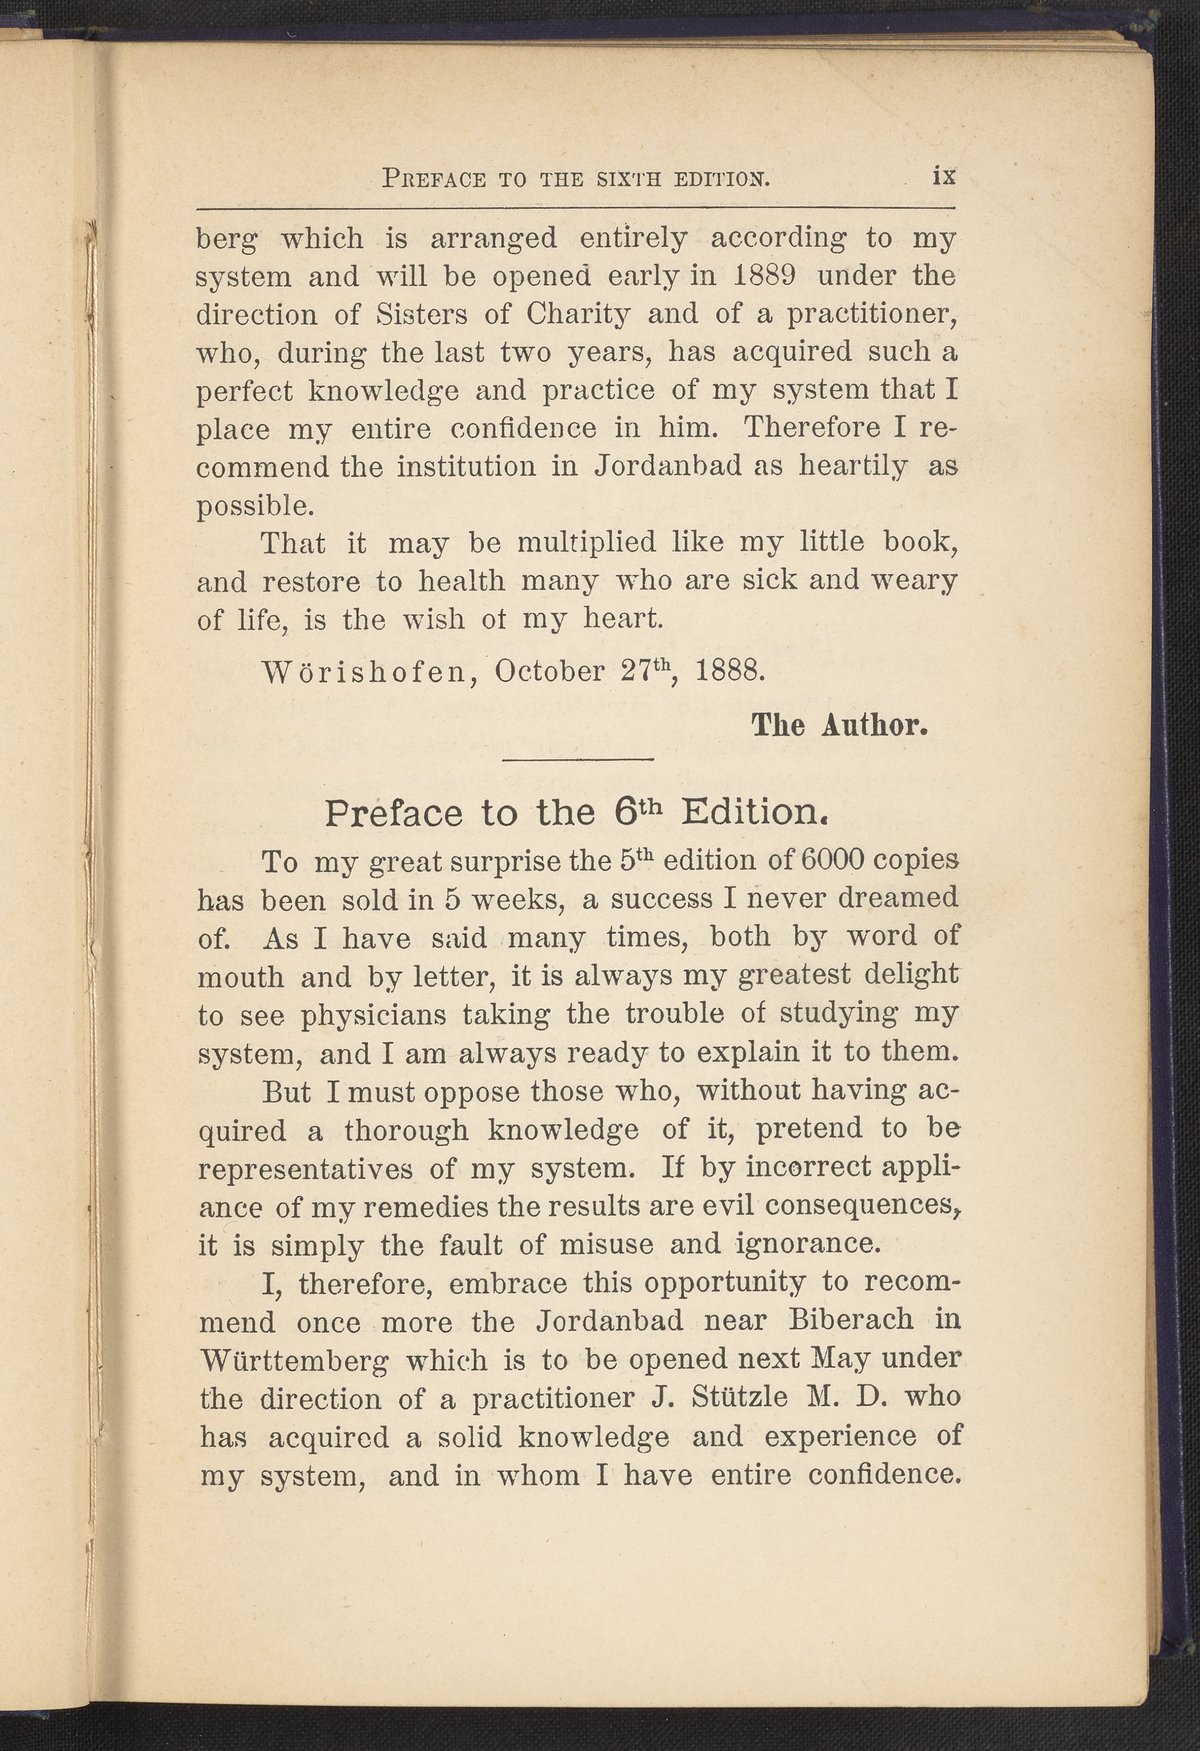 PREFACE TO THE SIXTH EDITION. ix
berg which is arranged entirely according to my
system and will be opened early in 1889 under the
direction of Sisters of Charity and of a practitioner,
who, during the last two years, has acquired such a
perfect knowledge and practice of my system that I
place my entire confidence in him. Therefore I re-
commend the institution in Jordanbad as heartily as
possible.
That it may be multiplied like my little book,
and restore to health many who are sick and weary
of life, is the wish ot my heart.
Wörishofen, October 27th, 1888.
The Author.
Preface to the 6th Edition.
To my great surprise the 5th edition of 6000 copies
has been sold in 5 weeks, a success I never dreamed
of. As I have said many times, both by word of
mouth and by letter, it is always my greatest delight
to see physicians taking the trouble of studying my
system, and I am always ready to explain it to them.
But I must oppose those who, without having ac-
quired a thorough knowledge of it, pretend to be
representatives of my system. If by incorrect appli-
ance of my remedies the results are evil consequences,
it is simply the fault of misuse and ignorance.
I, therefore, embrace this opportunity to recom-
mend once more the Jordanbad near Biberach in
Württemberg which is to be opened next May under
the direction of a practitioner J. Stützle M. D. who
has acquired a solid knowledge and experience of
my system, and in whom I have entire confidence.